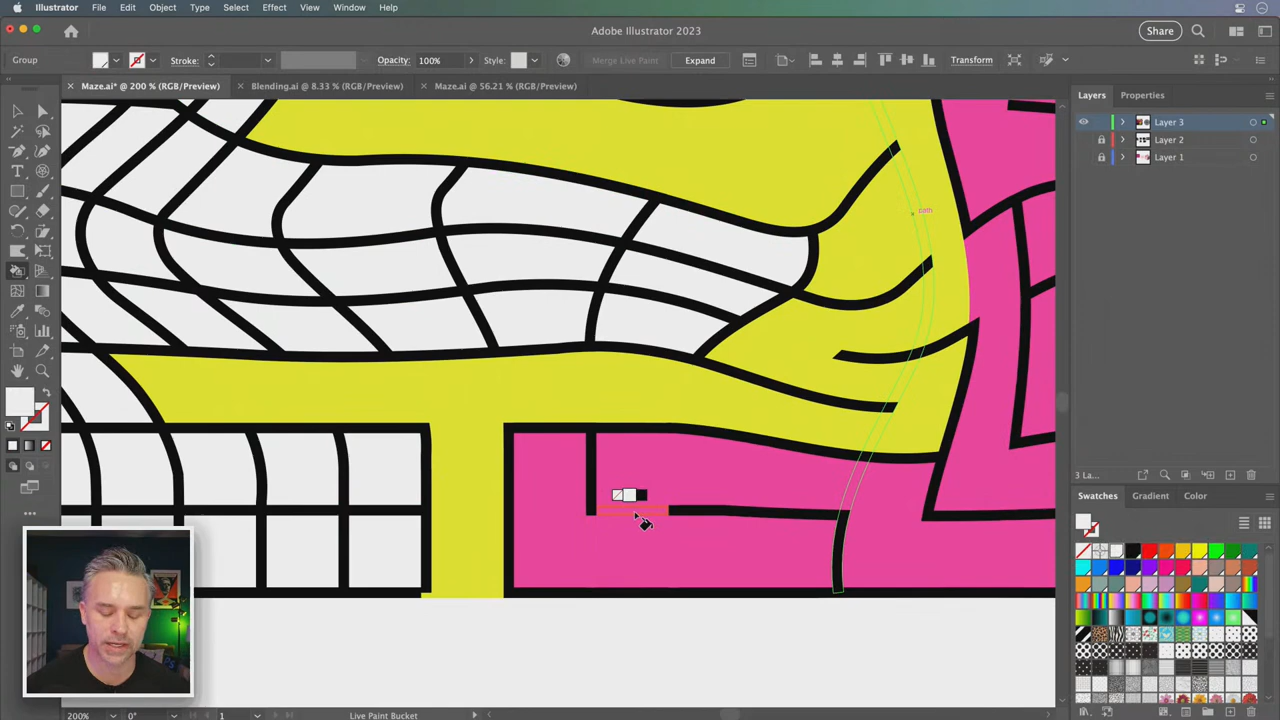 Illustrator File Edit Object Type Select Effect View Window Help
Adobe Illustrator 2023
Share
Group Stroke: Opacity: 100% Style: Merge Live Paint Expand Transform
Maze.ai* @ 200 % (RGB/Preview) Blending.ai @ 8.33 % (RGB/Preview) Maze.ai @ 56.21 % (RGB/Preview)
Layers Properties
Layer 3
Layer 2
Layer 1
path
3 La...
Swatches Gradient Color
200% 0° 1 Live Paint Bucket